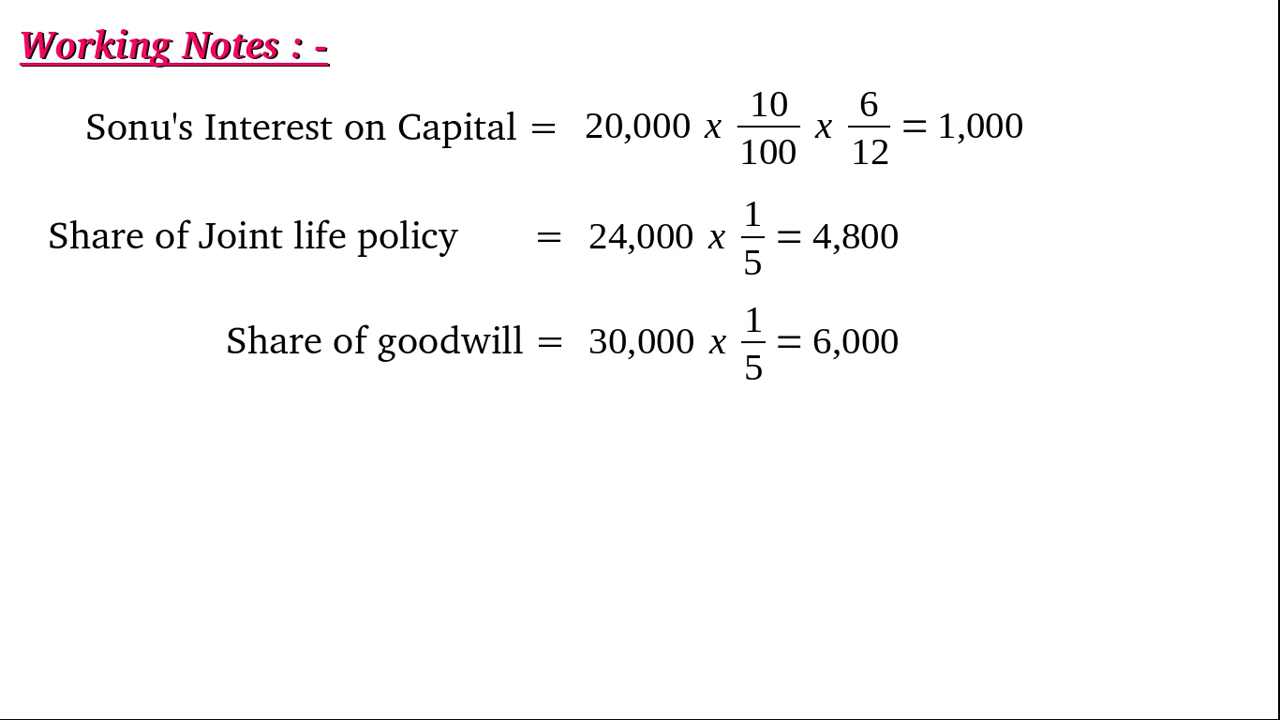 Working Notes : -
Sonu's Interest on Capital = 20,000 x 10/100 x 6/12 = 1,000
Share of Joint life policy = 24,000 x 1/5 = 4,800
Share of goodwill = 30,000 x 1/5 = 6,000